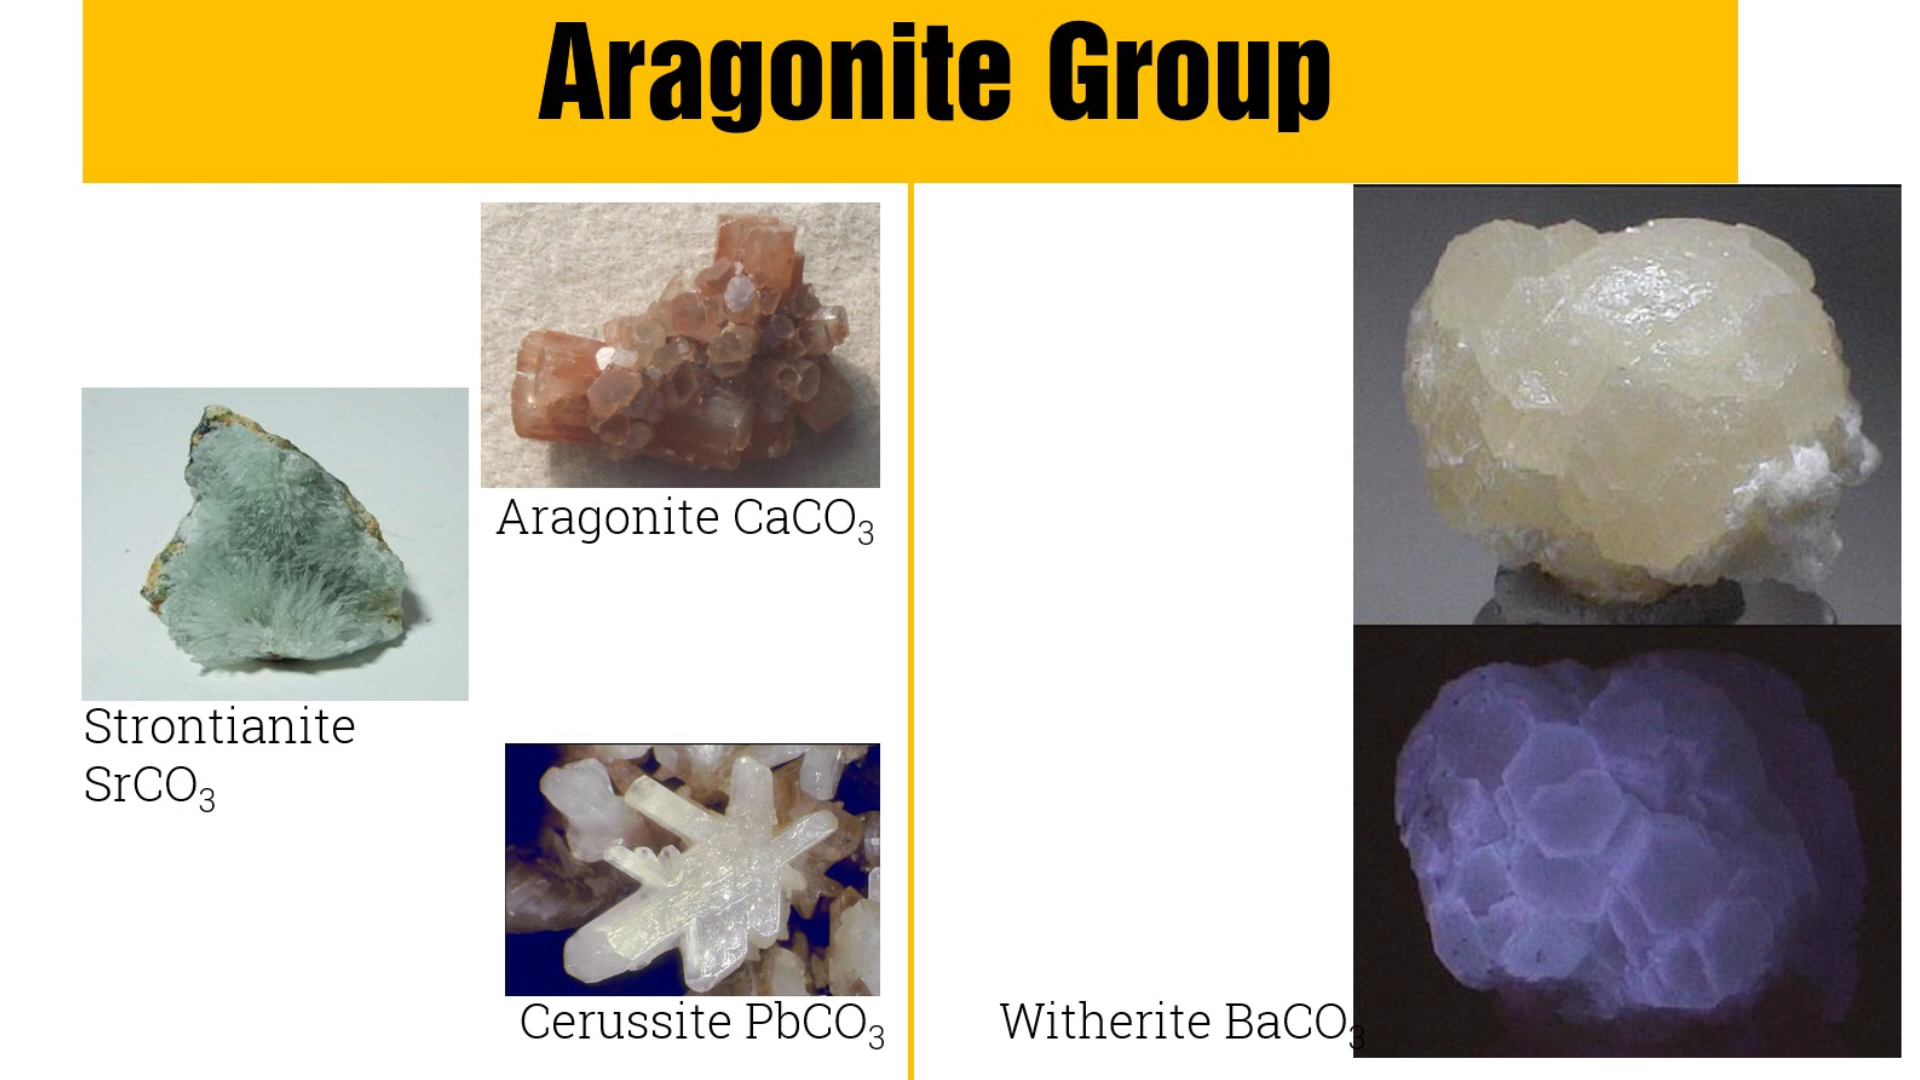 Aragonite Group
Aragonite CaCO₃
Strontianite
SrCO₃
Cerussite PbCO₃
Witherite BaCO₃